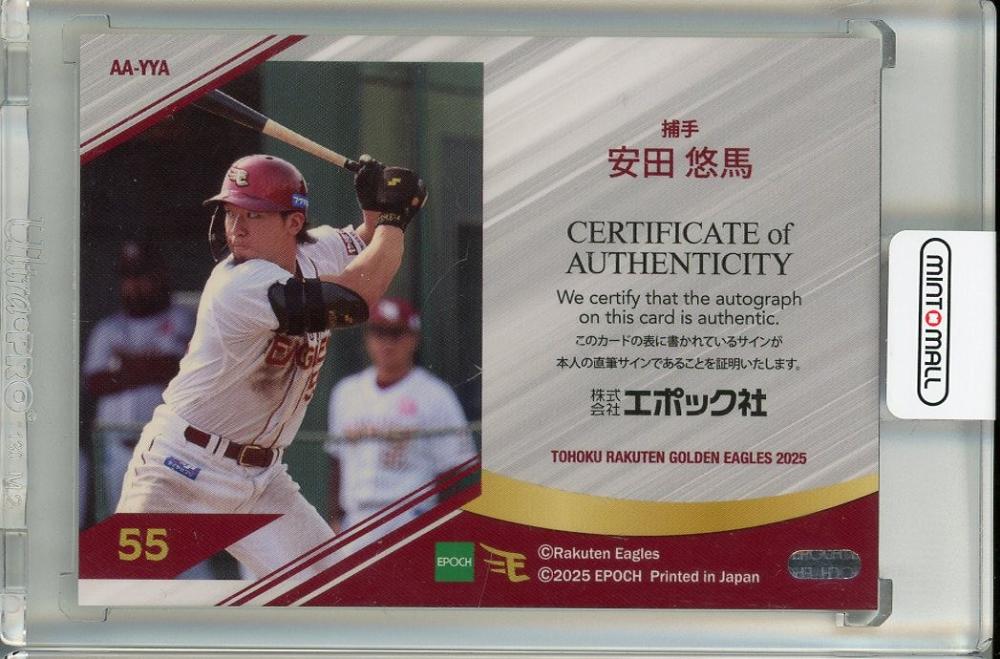 AA-YYA
捕手
安田 悠馬
CERTIFICATE of
AUTHENTICITY
We certify that the autograph
on this card is authentic.
このカードの表に書かれているサインが
本人の直筆サインであることを証明いたします。
株式会社エポック社
TOHOKU RAKUTEN GOLDEN EAGLES 2025
55
EPOCH
©Rakuten Eagles
©2025 EPOCH Printed in Japan
MINT MALL
UltraPRO
EAGLES